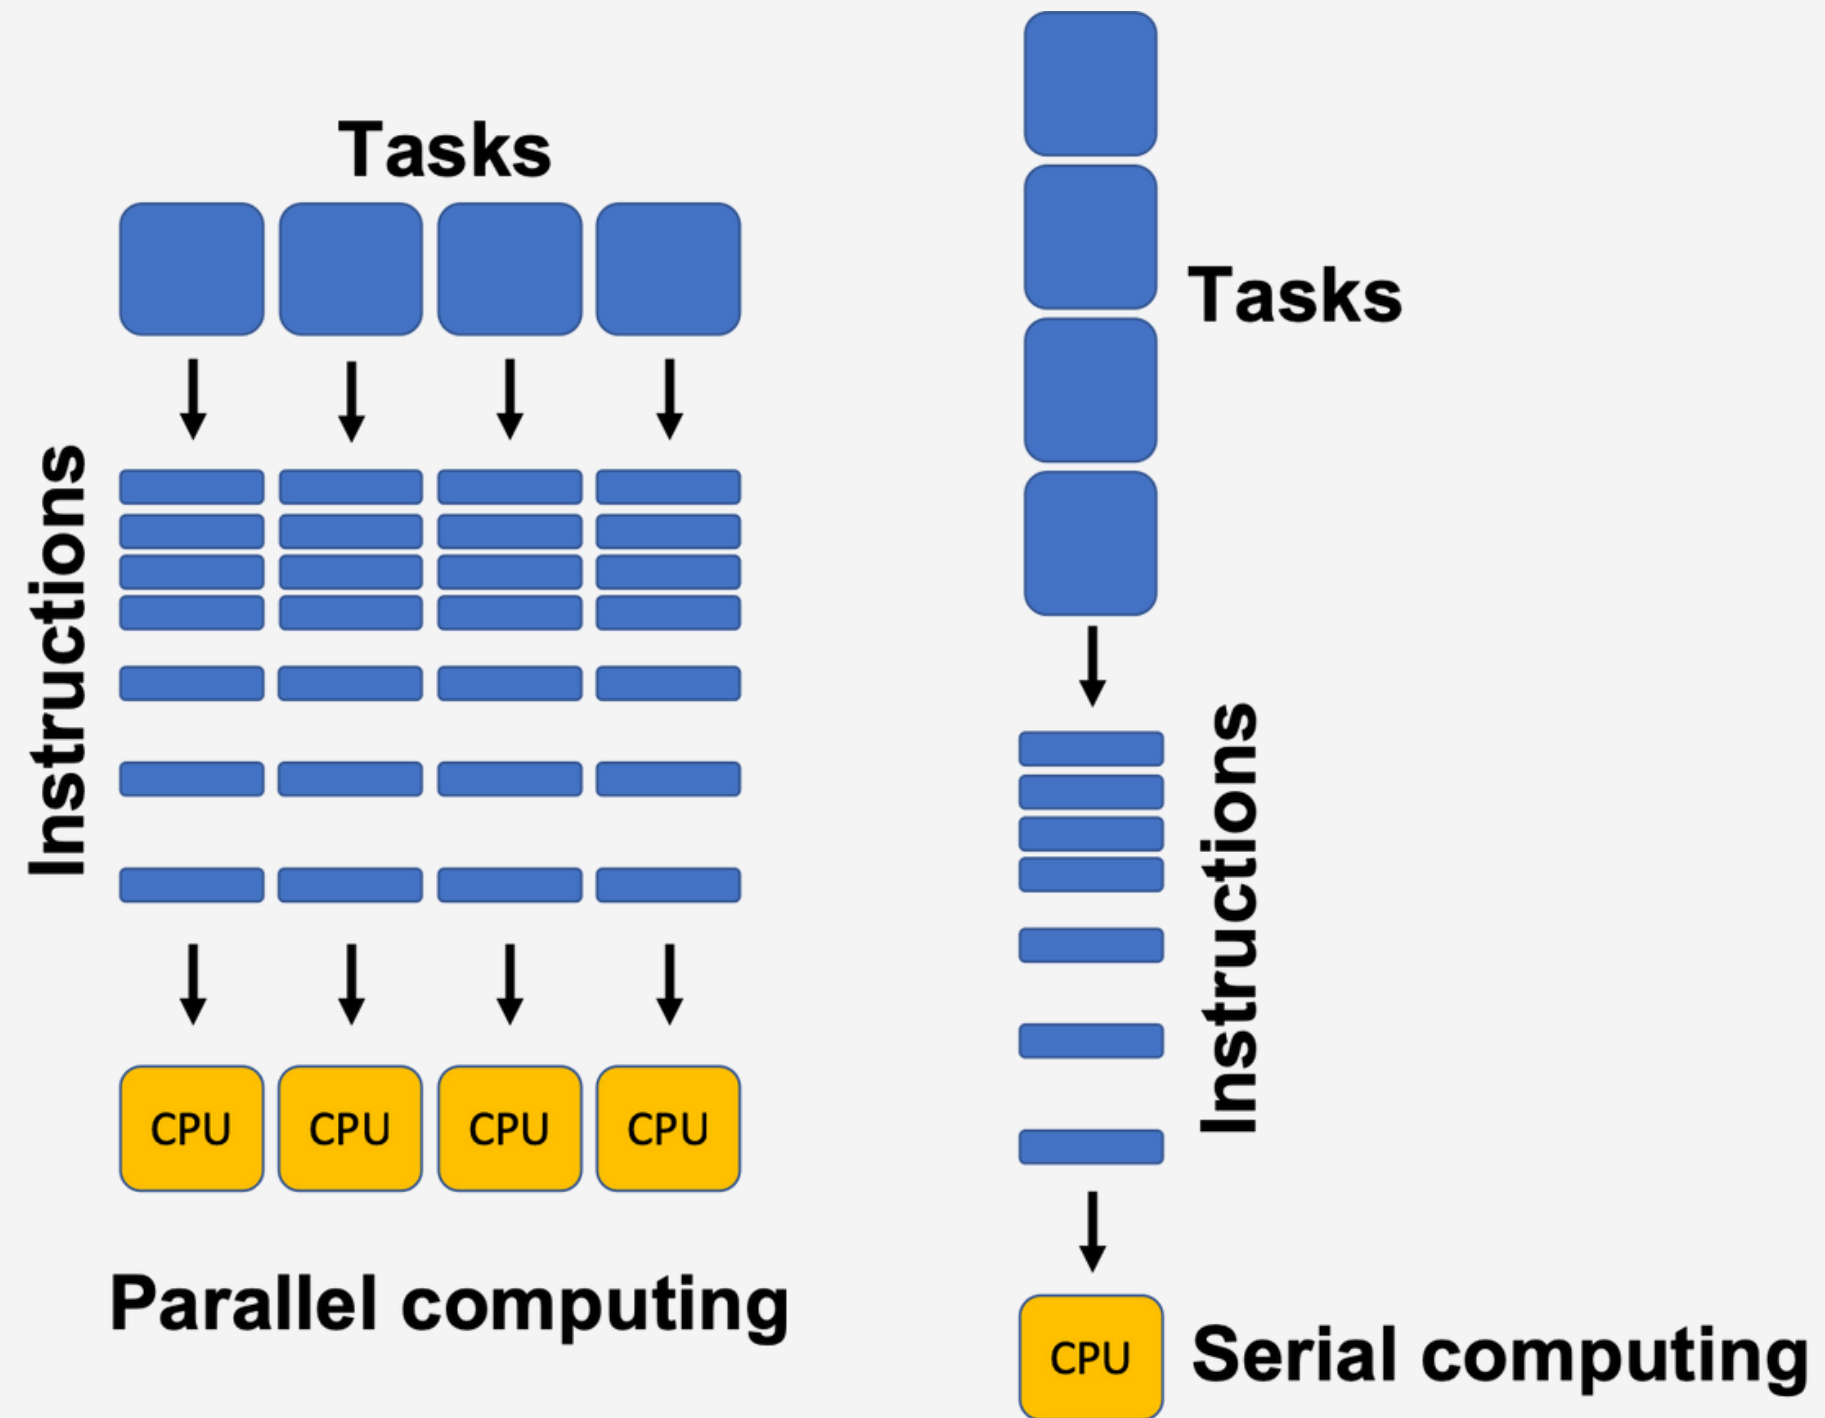 Tasks
Instructions
CPU CPU CPU CPU
Parallel computing
Tasks
Instructions
CPU
Serial computing